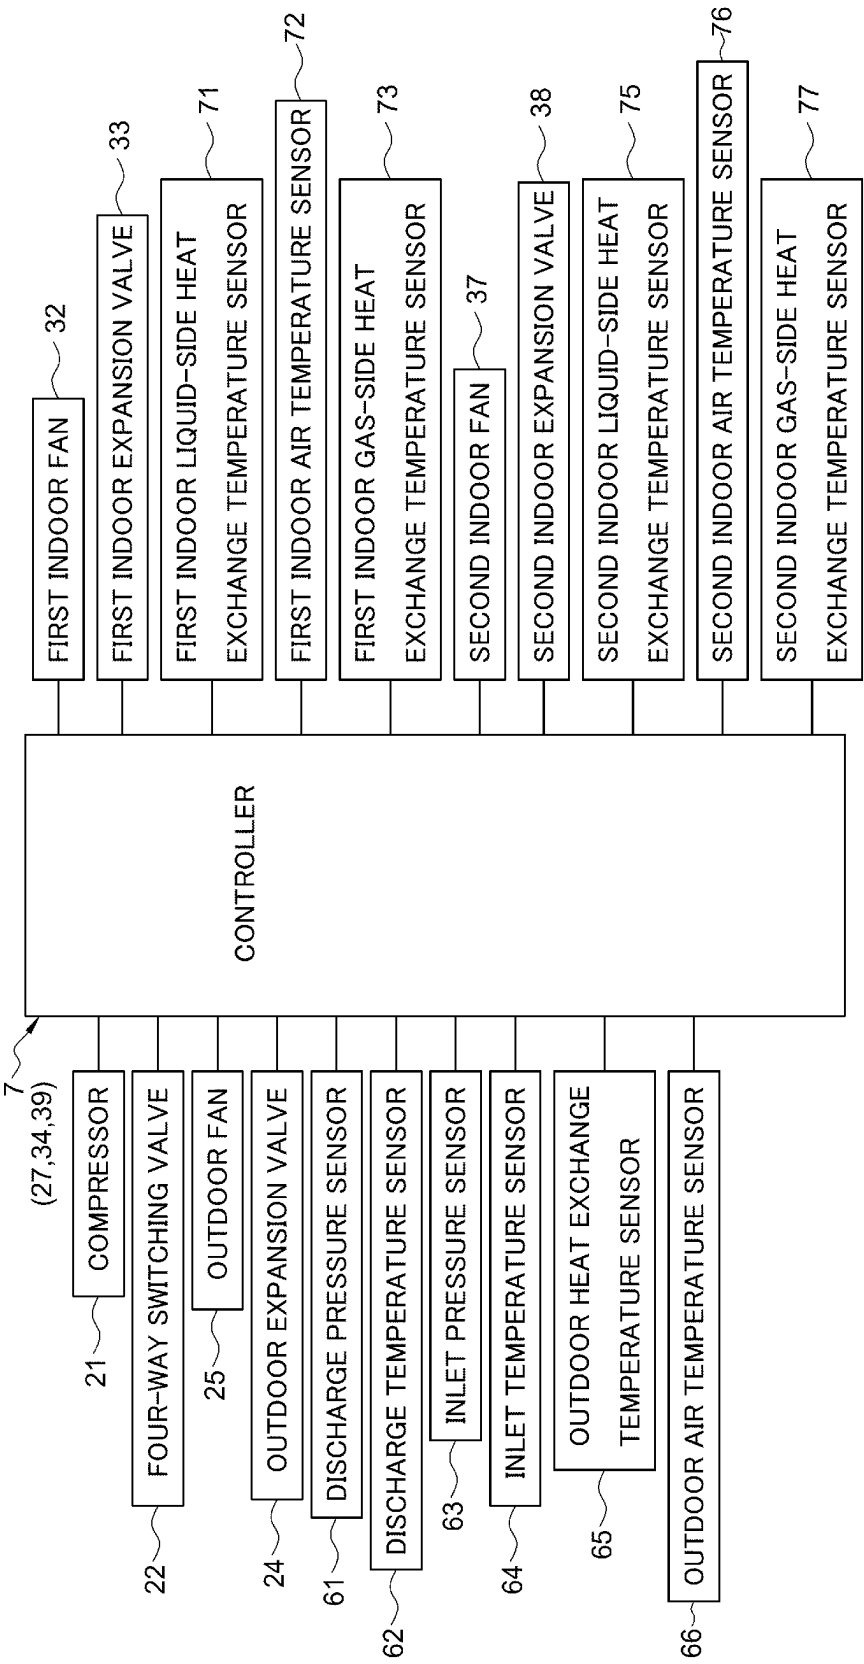 7
(27,34,39)
CONTROLLER
21
COMPRESSOR
22
FOUR-WAY SWITCHING VALVE
25
OUTDOOR FAN
24
OUTDOOR EXPANSION VALVE
61
DISCHARGE PRESSURE SENSOR
62
DISCHARGE TEMPERATURE SENSOR
63
INLET PRESSURE SENSOR
64
INLET TEMPERATURE SENSOR
65
OUTDOOR HEAT EXCHANGE
TEMPERATURE SENSOR
66
OUTDOOR AIR TEMPERATURE SENSOR
FIRST INDOOR FAN
32
FIRST INDOOR EXPANSION VALVE
33
FIRST INDOOR LIQUID-SIDE HEAT
EXCHANGE TEMPERATURE SENSOR
71
FIRST INDOOR AIR TEMPERATURE SENSOR
72
FIRST INDOOR GAS-SIDE HEAT
EXCHANGE TEMPERATURE SENSOR
73
SECOND INDOOR FAN
37
SECOND INDOOR EXPANSION VALVE
38
SECOND INDOOR LIQUID-SIDE HEAT
EXCHANGE TEMPERATURE SENSOR
75
SECOND INDOOR AIR TEMPERATURE SENSOR
76
SECOND INDOOR GAS-SIDE HEAT
EXCHANGE TEMPERATURE SENSOR
77